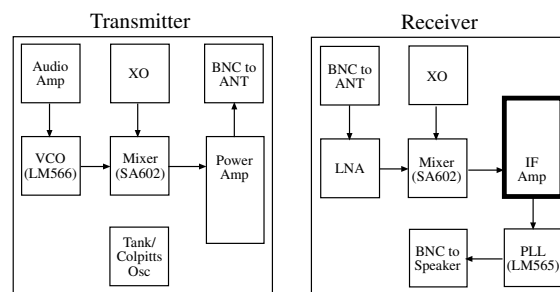 Transmitter
Audio
Amp
XO
BNC to
ANT
VCO
(LM566)
Mixer
(SA602)
Power
Amp
Tank/
Colpitts
Osc
Receiver
BNC to
ANT
XO
LNA
Mixer
(SA602)
IF
Amp
BNC to
Speaker
PLL
(LM565)